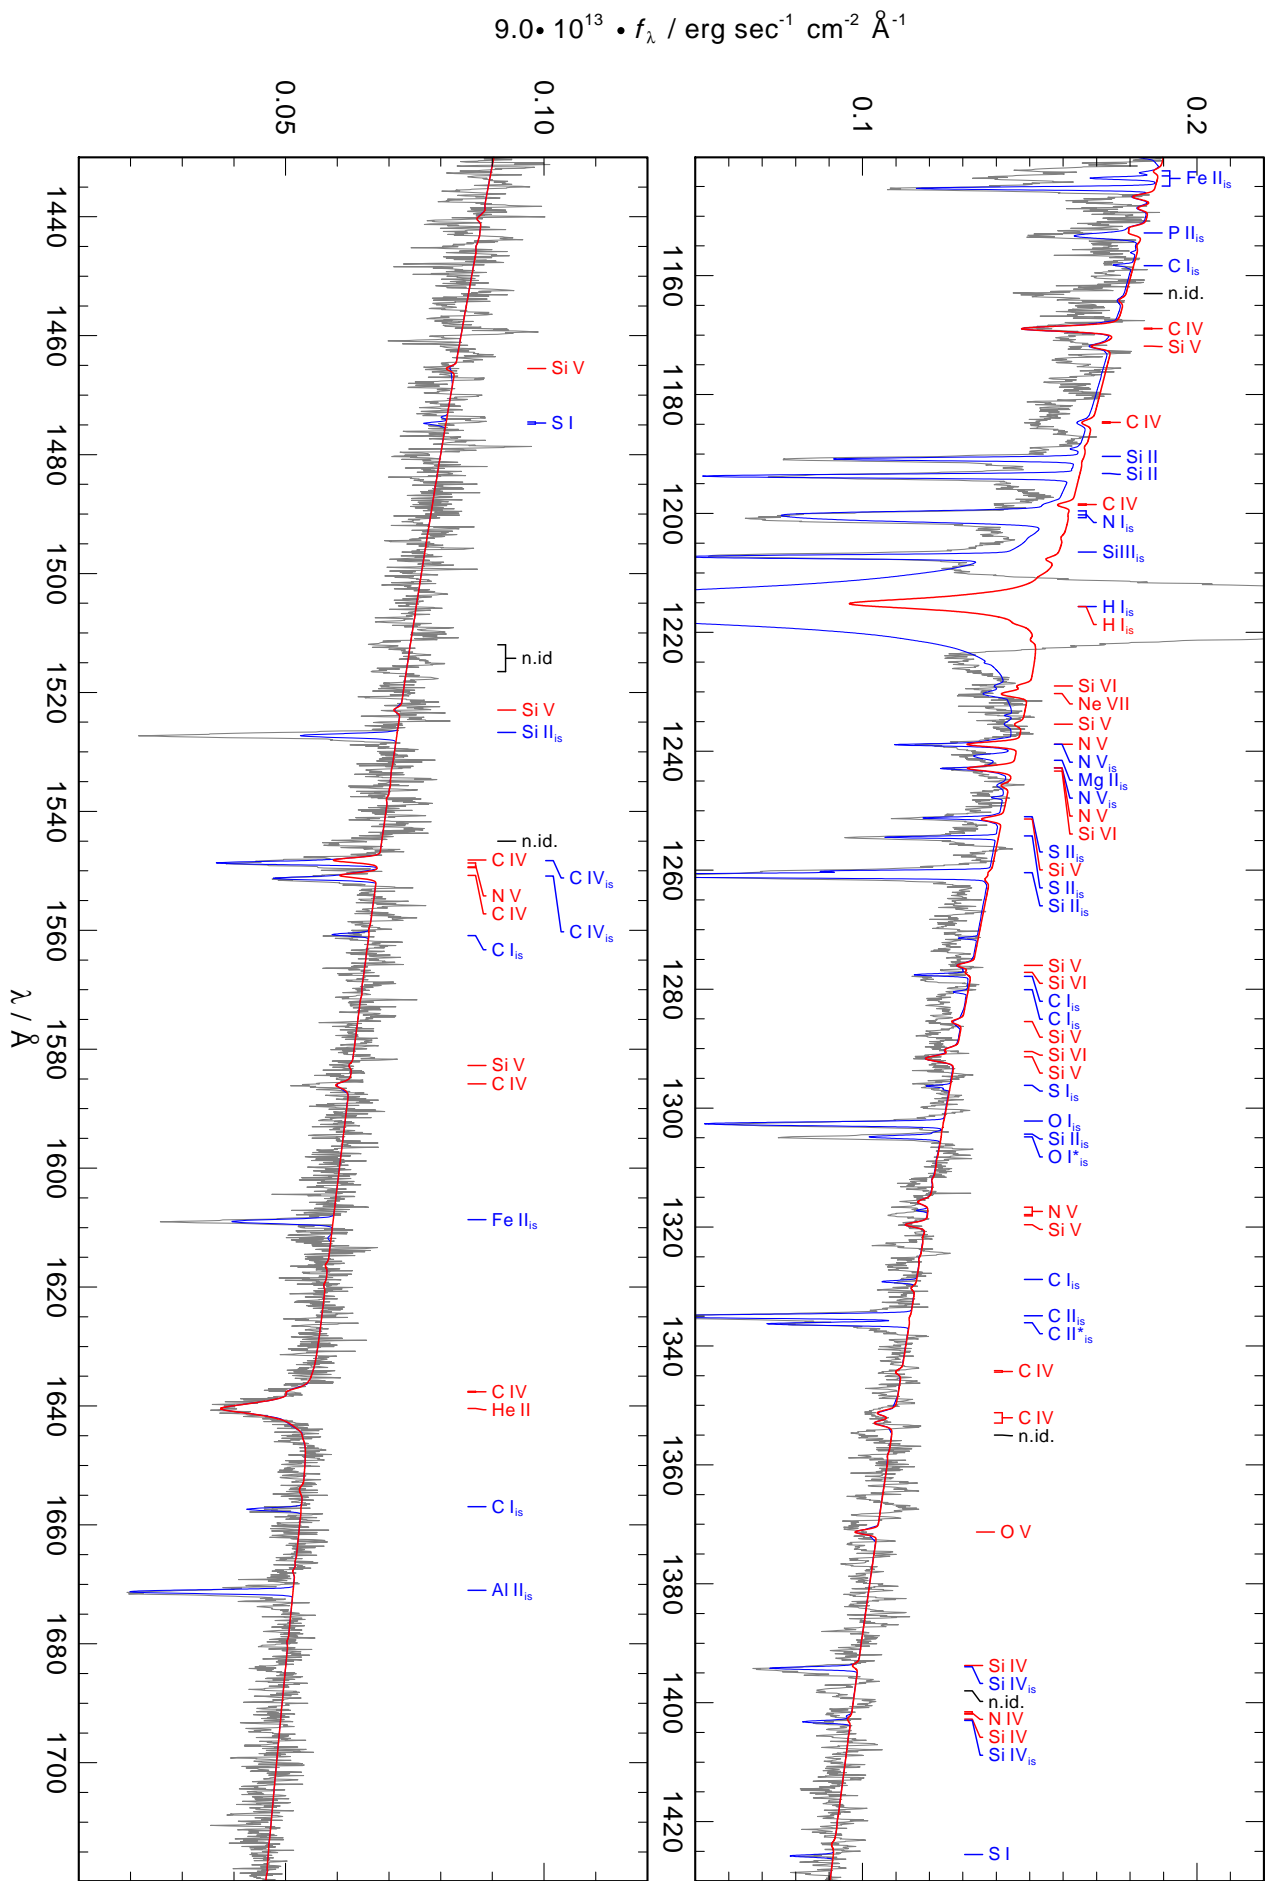 9.0• 10^13 • f_λ / erg sec^-1 cm^-2 Å^-1
0.1
0.2
Fe II_is
P II_is
C I_is
n.id.
C IV
Si V
C IV
Si II
Si II
C IV
N I_is
SiIII_is
H I_is
H I_is
Si VI
Ne VII
Si V
N V
N V_is
Mg II_is
N V_is
N V
Si VI
S II_is
Si V
S II_is
Si II_is
Si V
Si VI
C I_is
C I_is
Si V
Si VI
Si V
S I_is
O I_is
Si II_is
O I*_is
N V
Si V
C I_is
C II_is
C II*_is
C IV
C IV
n.id.
O V
Si IV
Si IV_is
n.id.
N IV
Si IV
Si IV_is
S I
1160
1180
1200
1220
1240
1260
1280
1300
1320
1340
1360
1380
1400
1420
0.05
0.10
Si V
S I
n.id
Si V
Si II_is
n.id.
C IV
N V
C IV
C IV_is
C IV_is
C I_is
Si V
C IV
Fe II_is
C IV
He II
C I_is
Al II_is
1440
1460
1480
1500
1520
1540
1560
1580
1600
1620
1640
1660
1680
1700
λ / Å